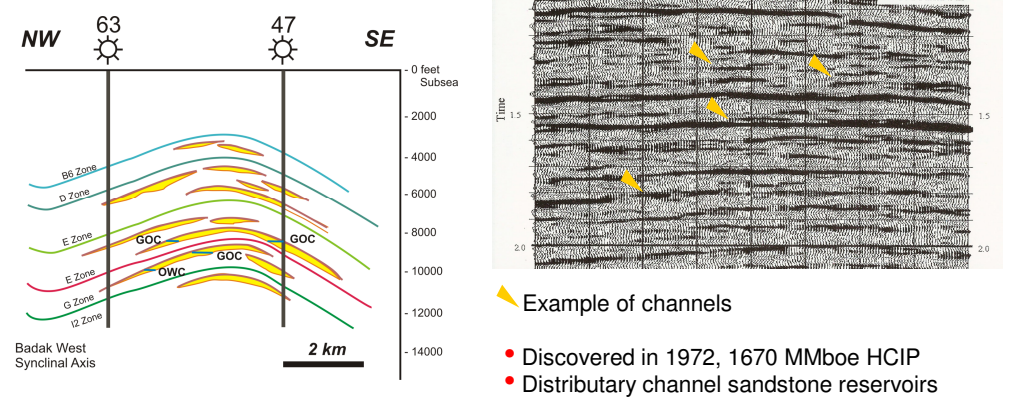 NW
63
47
SE
- 0 feet
Subsea
- 2000
- 4000
- 6000
- 8000
- 10000
- 12000
- 14000
B6 Zone
D Zone
E Zone
E Zone
G Zone
I2 Zone
GOC
GOC
GOC
OWC
Badak West
Synclinal Axis
2 km
Time
1.5
1.5
2.0
2.0
Example of channels
• Discovered in 1972, 1670 MMboe HCIP
• Distributary channel sandstone reservoirs